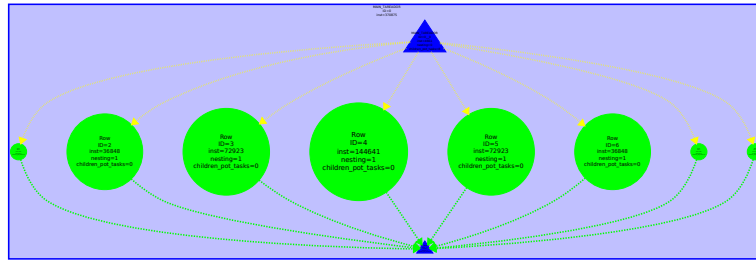 ID=0
Row
ID=2
inst=36848
nesting=1
children_pot_tasks=0
Row
ID=3
inst=72923
nesting=1
children_pot_tasks=0
Row
ID=4
inst=144641
nesting=1
children_pot_tasks=0
Row
ID=5
inst=72923
nesting=1
children_pot_tasks=0
Row
ID=6
inst=36848
nesting=1
children_pot_tasks=0